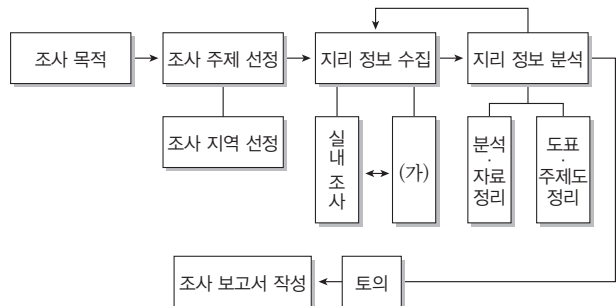 조사 목적
조사 주제 선정
지리 정보 수집
지리 정보 분석
조사 지역 선정
실내 조사
(가)
분석·자료 정리
도표·주제도 정리
조사 보고서 작성
토의